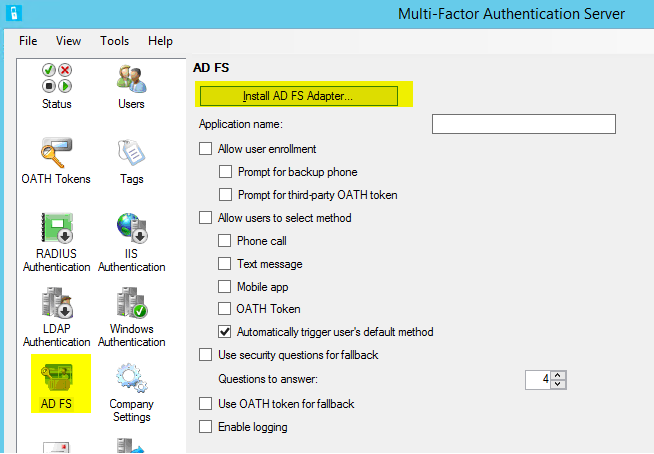 Multi-Factor Authentication Server
File View Tools Help
Status Users
OATH Tokens Tags
RADIUS Authentication IIS Authentication
LDAP Authentication Windows Authentication
AD FS Company Settings
AD FS
Install AD FS Adapter...
Application name:
Allow user enrollment
Prompt for backup phone
Prompt for third-party OATH token
Allow users to select method
Phone call
Text message
Mobile app
OATH Token
Automatically trigger user's default method
Use security questions for fallback
Questions to answer: 4
Use OATH token for fallback
Enable logging